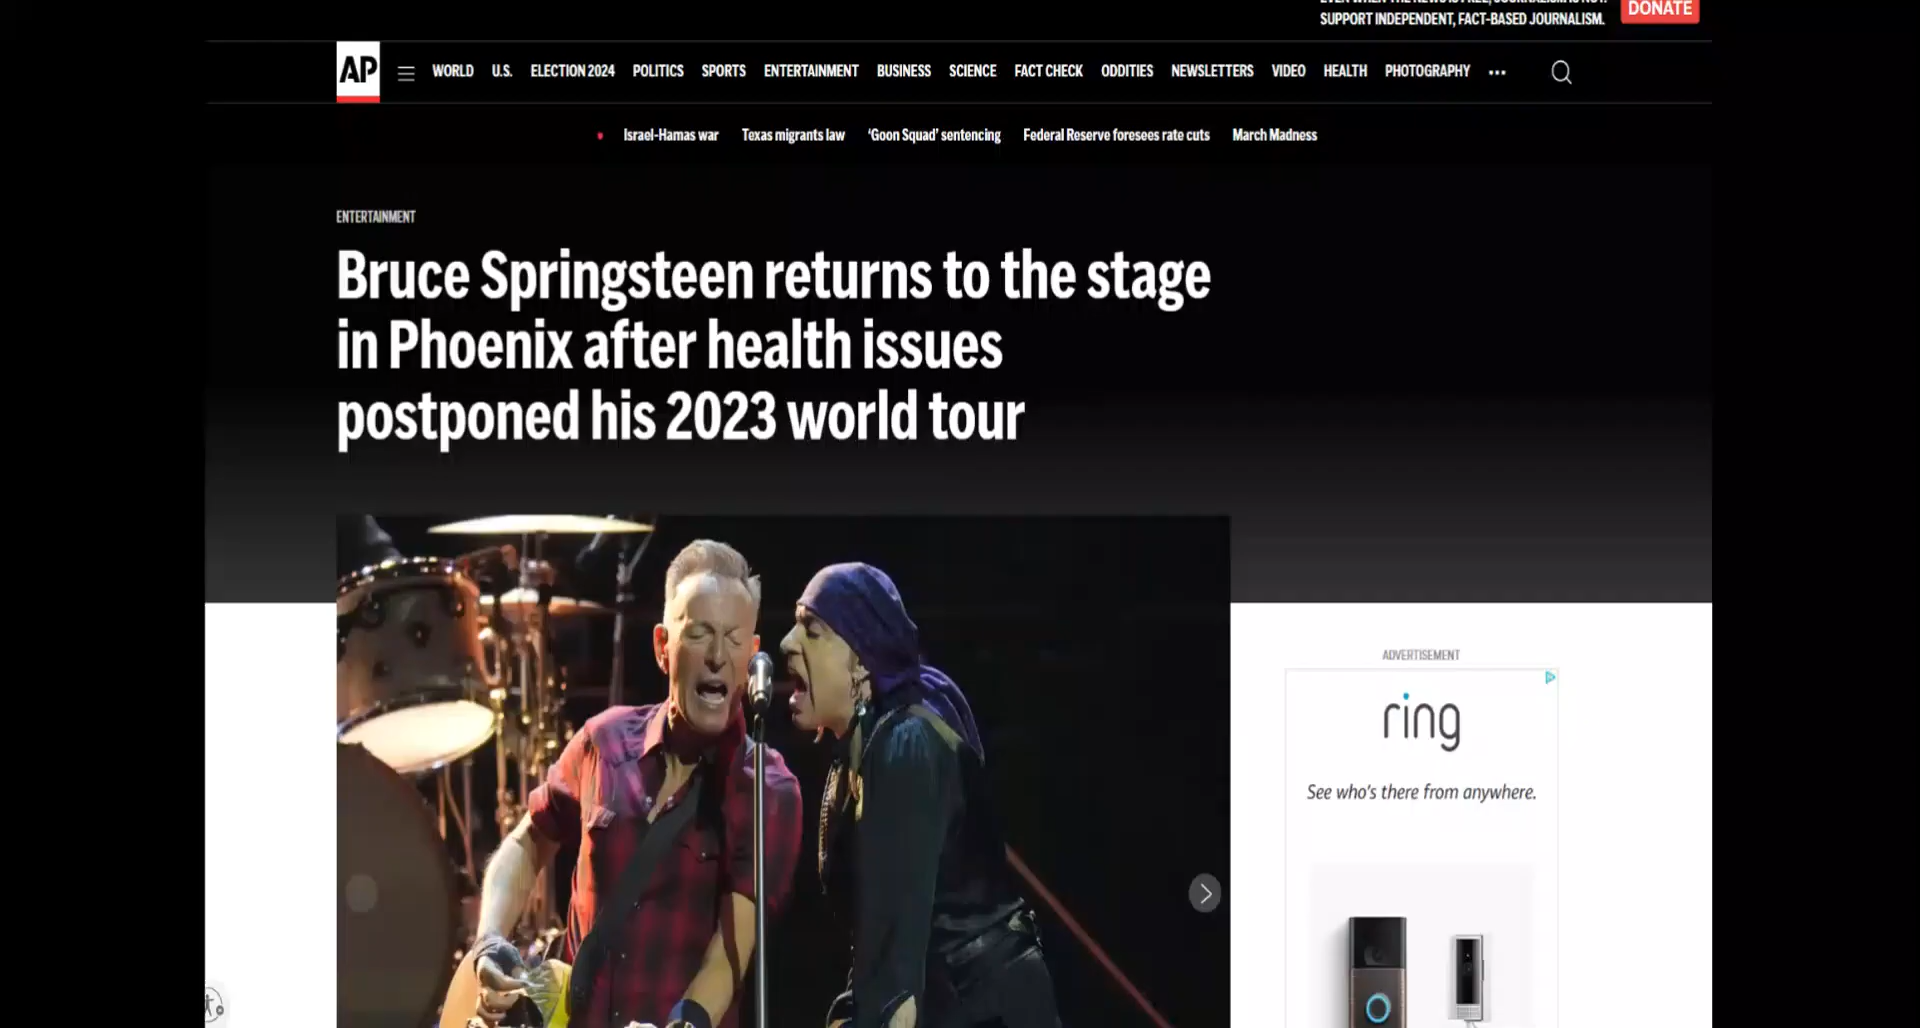 SUPPORT INDEPENDENT, FACT-BASED JOURNALISM.
DONATE
AP
WORLD U.S. ELECTION 2024 POLITICS SPORTS ENTERTAINMENT BUSINESS SCIENCE FACT CHECK ODDITIES NEWSLETTERS VIDEO HEALTH PHOTOGRAPHY •••
Israel-Hamas war Texas migrants law ‘Goon Squad’ sentencing Federal Reserve foresees rate cuts March Madness
ENTERTAINMENT
Bruce Springsteen returns to the stage
in Phoenix after health issues
postponed his 2023 world tour
ADVERTISEMENT
ring
See who's there from anywhere.